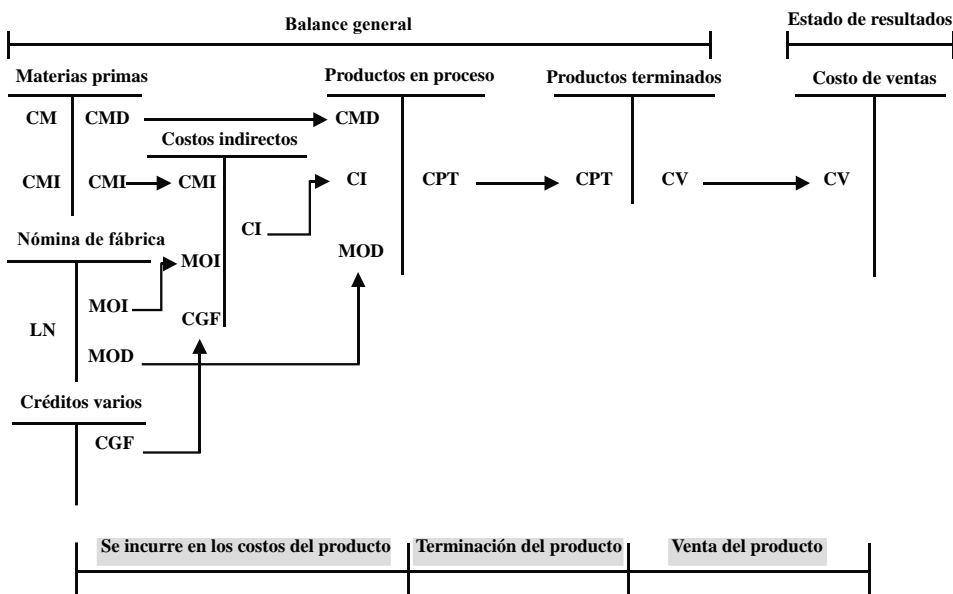 Balance general
Estado de resultados
Materias primas
Productos en proceso
Productos terminados
Costo de ventas
CM CMD
CMD
Costos indirectos
CMI CMI CMI
CI
CPT
CPT
CV
CV
CI
Nómina de fábrica
MOI
MOD
MOI
CGF
LN
MOD
Créditos varios
CGF
Se incurre en los costos del producto
Terminación del producto
Venta del producto